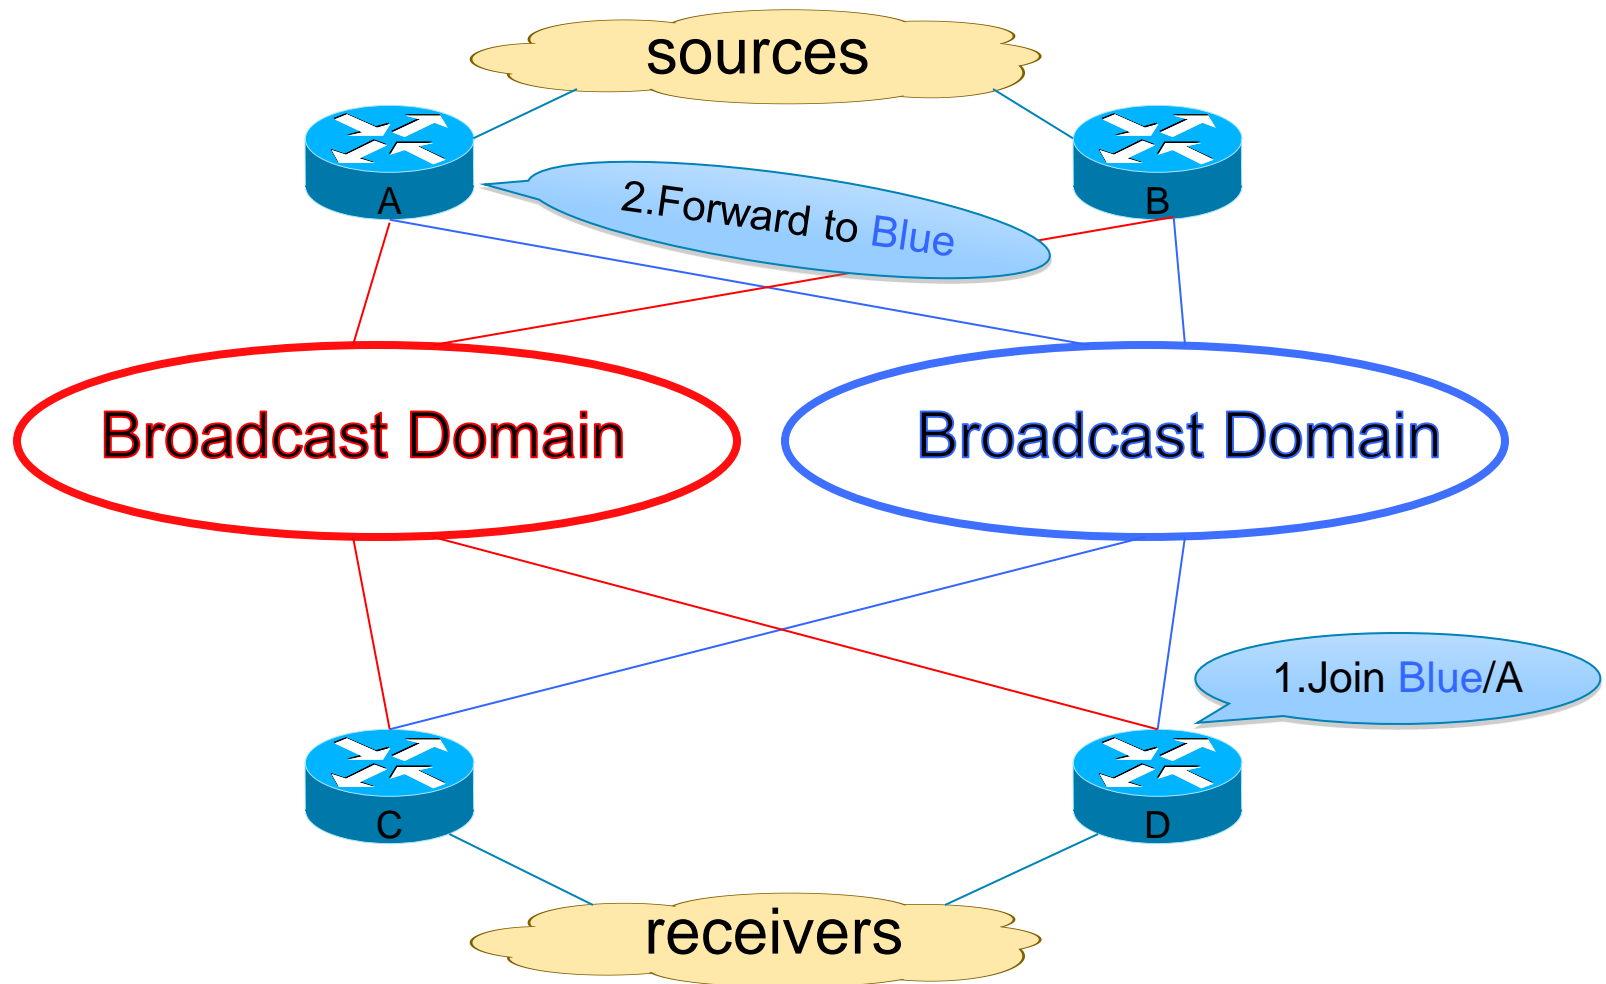 sources
A
B
2.Forward to Blue
Broadcast Domain
Broadcast Domain
1.Join Blue/A
C
D
receivers